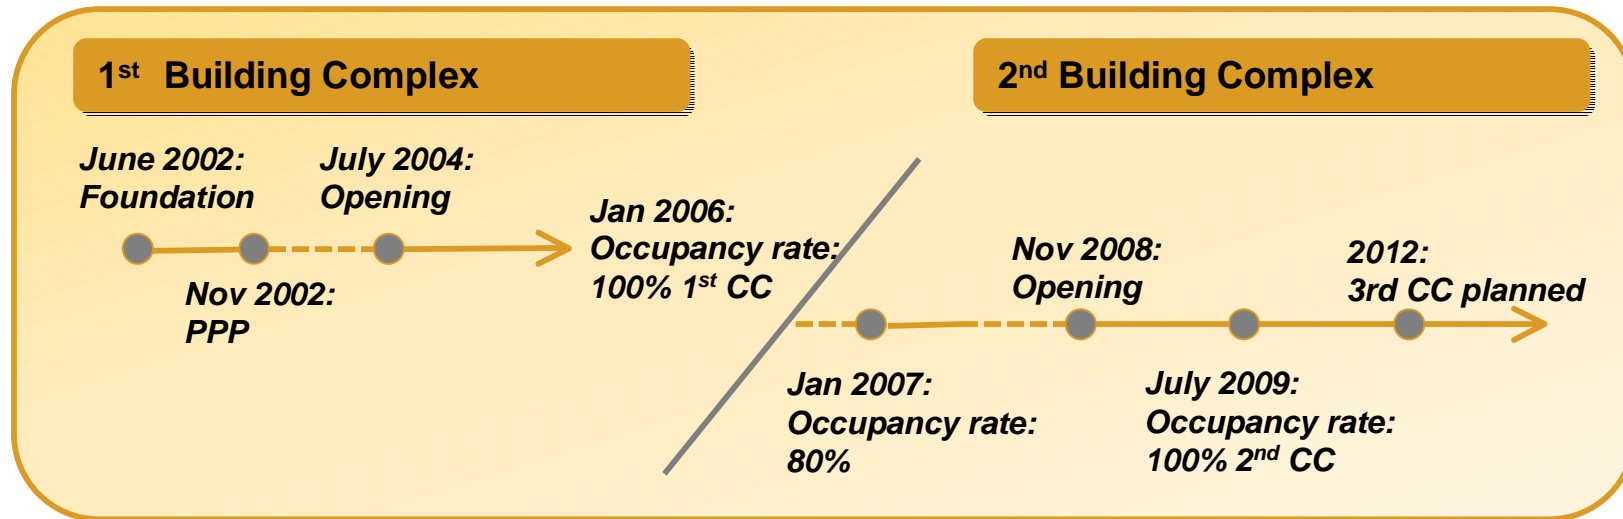 1st Building Complex
June 2002:
Foundation
July 2004:
Opening
Nov 2002:
PPP
Jan 2006:
Occupancy rate:
100% 1st CC
2nd Building Complex
Jan 2007:
Occupancy rate:
80%
Nov 2008:
Opening
July 2009:
Occupancy rate:
100% 2nd CC
2012:
3rd CC planned